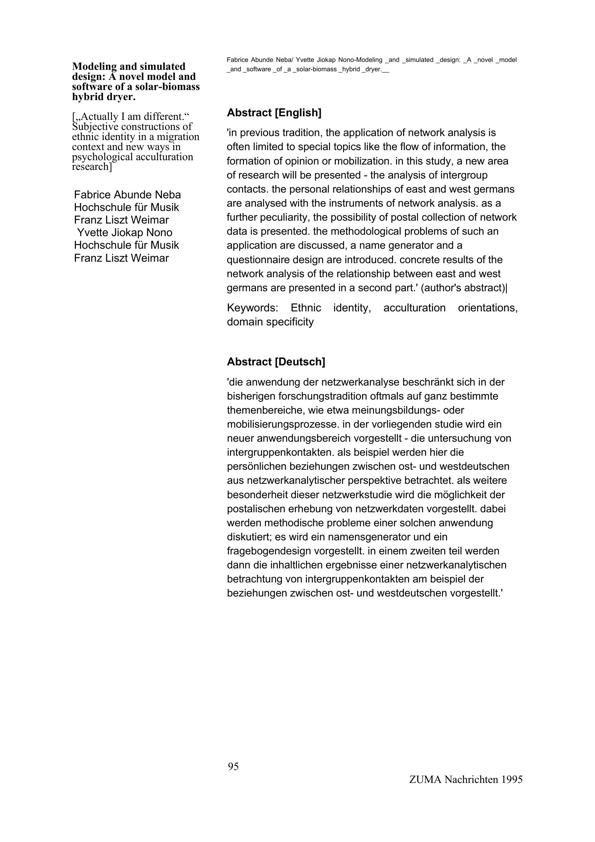 Modeling and simulated
design: A novel model and
software of a solar-biomass
hybrid dryer.
[„Actually I am different.“
Subjective constructions of
ethnic identity in a migration
context and new ways in
psychological acculturation
research]
Fabrice Abunde Neba
Hochschule für Musik
Franz Liszt Weimar
Yvette Jiokap Nono
Hochschule für Musik
Franz Liszt Weimar
Fabrice Abunde Neba/ Yvette Jiokap Nono-Modeling _and _simulated _design: _A _novel _model
_and _software _of _a _solar-biomass _hybrid _dryer.__
Abstract [English]
'in previous tradition, the application of network analysis is
often limited to special topics like the flow of information, the
formation of opinion or mobilization. in this study, a new area
of research will be presented - the analysis of intergroup
contacts. the personal relationships of east and west germans
are analysed with the instruments of network analysis. as a
further peculiarity, the possibility of postal collection of network
data is presented. the methodological problems of such an
application are discussed, a name generator and a
questionnaire design are introduced. concrete results of the
network analysis of the relationship between east and west
germans are presented in a second part.' (author's abstract)|
Keywords: Ethnic identity, acculturation orientations,
domain specificity
Abstract [Deutsch]
'die anwendung der netzwerkanalyse beschränkt sich in der
bisherigen forschungstradition oftmals auf ganz bestimmte
themenbereiche, wie etwa meinungsbildungs- oder
mobilisierungsprozesse. in der vorliegenden studie wird ein
neuer anwendungsbereich vorgestellt - die untersuchung von
intergruppenkontakten. als beispiel werden hier die
persönlichen beziehungen zwischen ost- und westdeutschen
aus netzwerkanalytischer perspektive betrachtet. als weitere
besonderheit dieser netzwerkstudie wird die möglichkeit der
postalischen erhebung von netzwerkdaten vorgestellt. dabei
werden methodische probleme einer solchen anwendung
diskutiert; es wird ein namensgenerator und ein
fragebogendesign vorgestellt. in einem zweiten teil werden
dann die inhaltlichen ergebnisse einer netzwerkanalytischen
betrachtung von intergruppenkontakten am beispiel der
beziehungen zwischen ost- und westdeutschen vorgestellt.'
95
ZUMA Nachrichten 1995